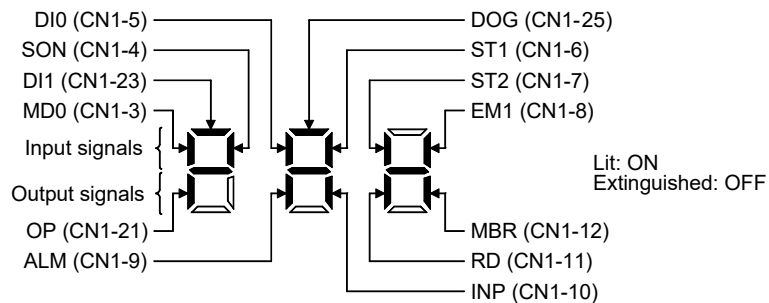 DI0 (CN1-5)
SON (CN1-4)
DI1 (CN1-23)
MD0 (CN1-3)
Input signals
Output signals
OP (CN1-21)
ALM (CN1-9)
DOG (CN1-25)
ST1 (CN1-6)
ST2 (CN1-7)
EM1 (CN1-8)
Lit: ON
Extinguished: OFF
MBR (CN1-12)
RD (CN1-11)
INP (CN1-10)